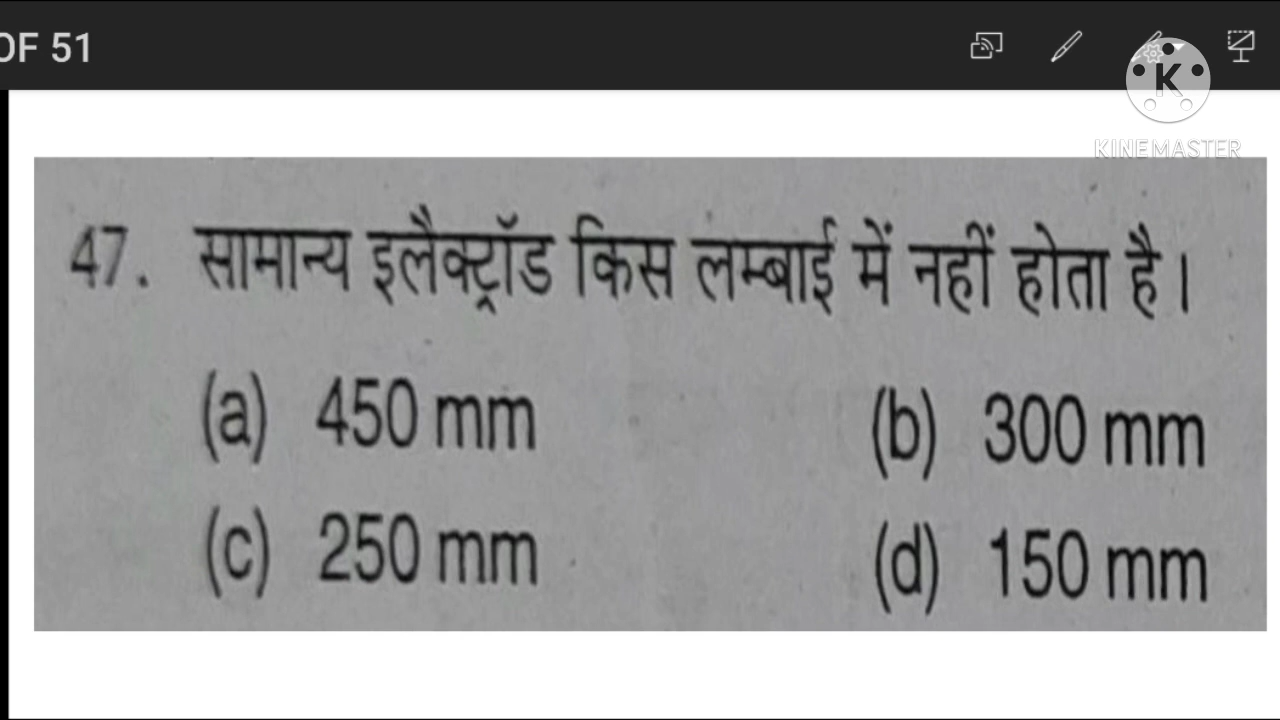 OF 51
K
KINEMASTER
47. सामान्य इलैक्ट्रॉड किस लम्बाई में नहीं होता है।
(a) 450 mm (b) 300 mm
(c) 250 mm (d) 150 mm